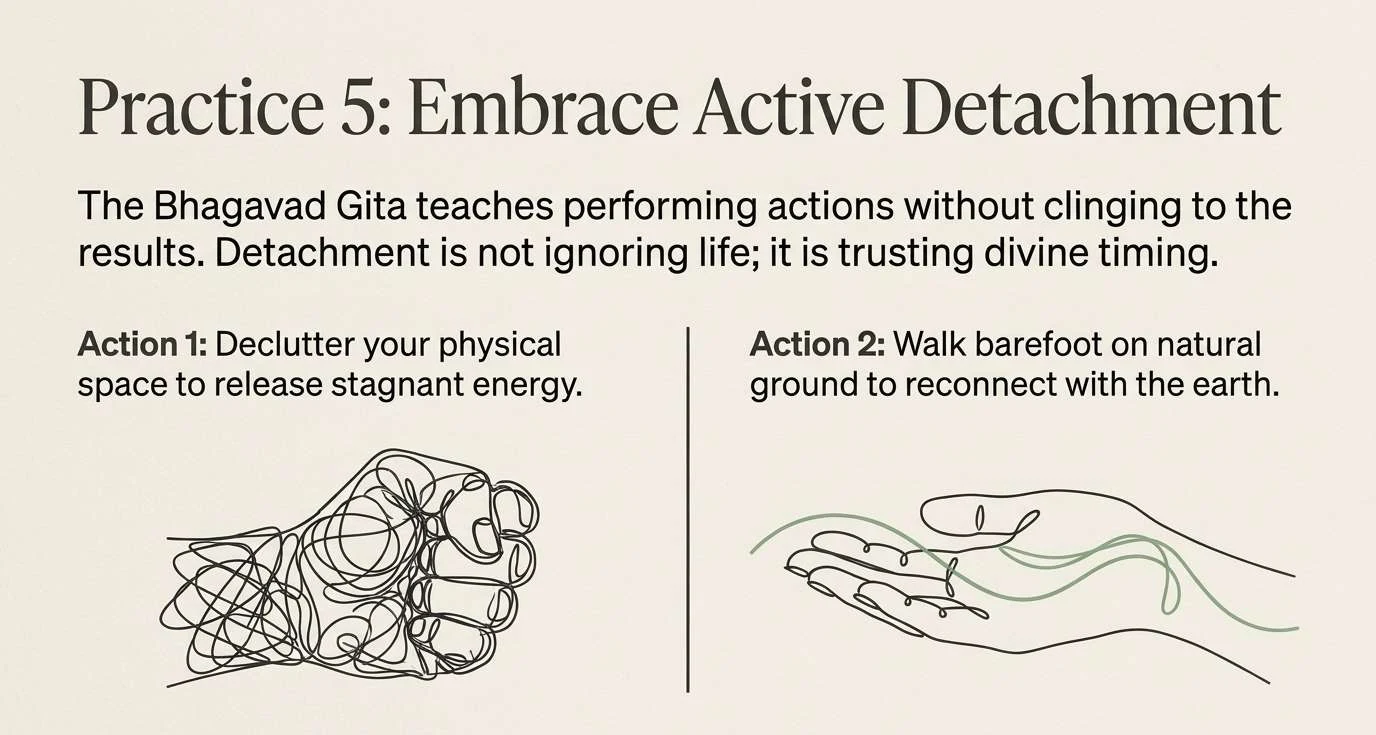 Practice 5: Embrace Active Detachment
The Bhagavad Gita teaches performing actions without clinging to the
results. Detachment is not ignoring life; it is trusting divine timing.
Action 1: Declutter your physical
space to release stagnant energy.
Action 2: Walk barefoot on natural
ground to reconnect with the earth.